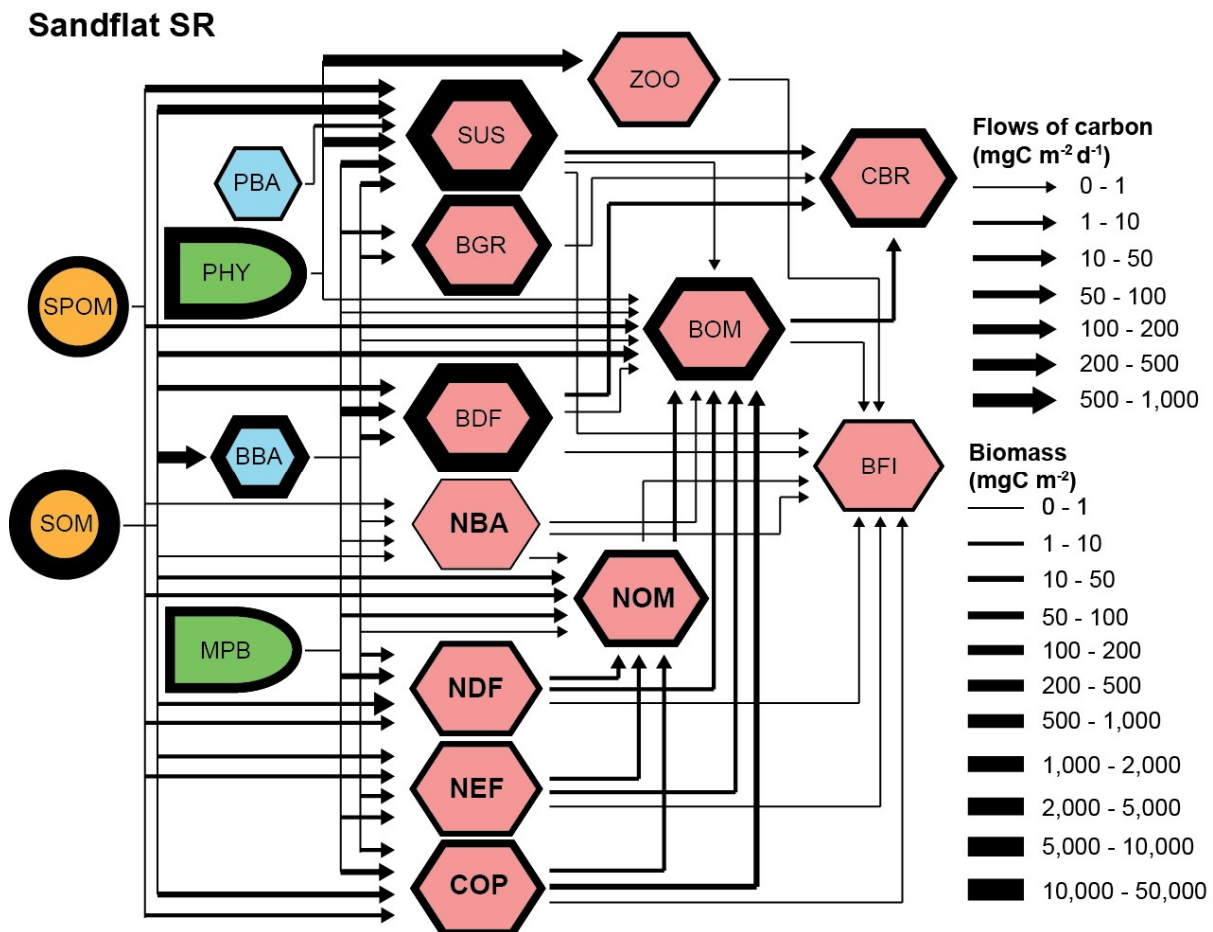 Sandflat SR
ZOO
SUS
PBA
CBR
BGR
PHY
SPOM
BOM
BDF
BBA
BFI
SOM
NBA
NOM
MPB
NDF
NEF
COP
Flows of carbon
(mgC m⁻² d⁻¹)
0 - 1
1 - 10
10 - 50
50 - 100
100 - 200
200 - 500
500 - 1,000
Biomass
(mgC m⁻²)
0 - 1
1 - 10
10 - 50
50 - 100
100 - 200
200 - 500
500 - 1,000
1,000 - 2,000
2,000 - 5,000
5,000 - 10,000
10,000 - 50,000